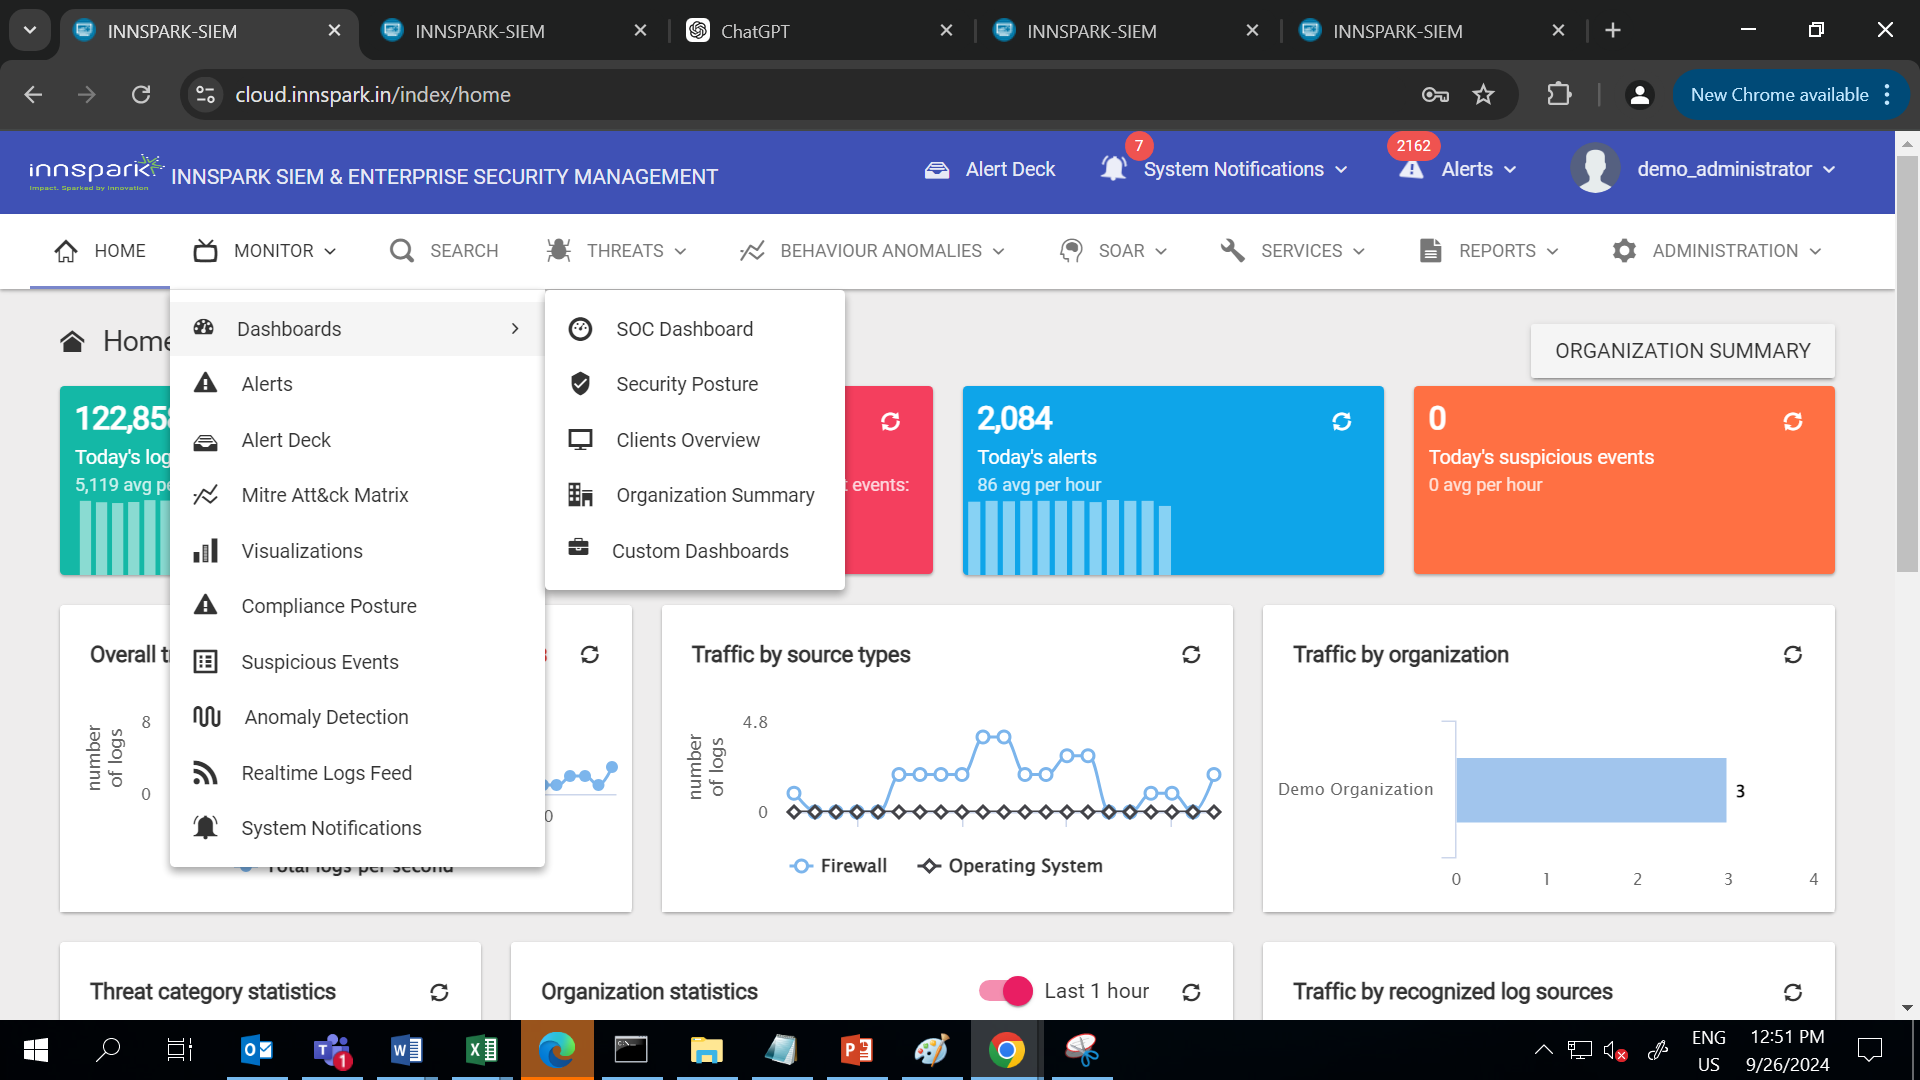 INNSPARK-SIEM
INNSPARK-SIEM
ChatGPT
INNSPARK-SIEM
INNSPARK-SIEM
cloud.innspark.in/index/home
New Chrome available
innspark
Impact. Sparked by Innovation
INNSPARK SIEM & ENTERPRISE SECURITY MANAGEMENT
Alert Deck
7
System Notifications
2162
Alerts
demo_administrator
HOME
MONITOR
SEARCH
THREATS
BEHAVIOUR ANOMALIES
SOAR
SERVICES
REPORTS
ADMINISTRATION
Home
ORGANIZATION SUMMARY
Dashboards
Alerts
Alert Deck
Mitre Att&ck Matrix
Visualizations
Compliance Posture
Suspicious Events
Anomaly Detection
Realtime Logs Feed
System Notifications
SOC Dashboard
Security Posture
Clients Overview
Organization Summary
Custom Dashboards
122,85
Today's log
5,119 avg pe
t events:
2,084
Today's alerts
86 avg per hour
0
Today's suspicious events
0 avg per hour
Overall t
number
of logs
8
0
0
Total logs per second
Traffic by source types
number
of logs
4.8
0
Firewall
Operating System
Traffic by organization
Demo Organization
3
0 1 2 3 4
Threat category statistics
Organization statistics
Last 1 hour
Traffic by recognized log sources
1
ENG
US
12:51 PM
9/26/2024